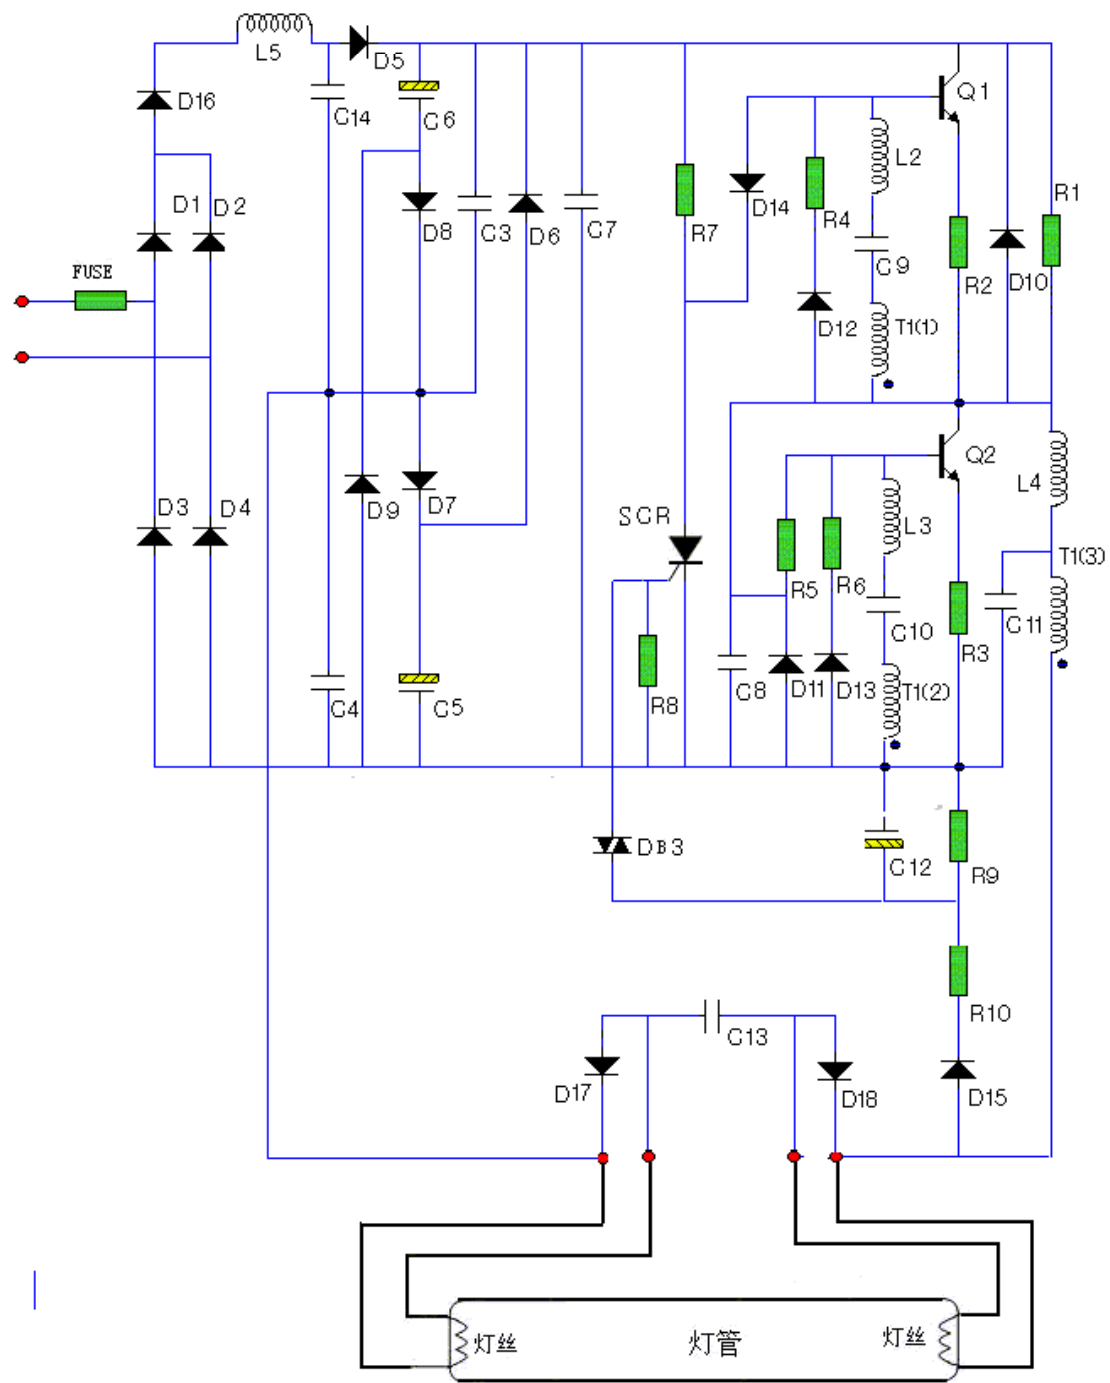 L5
D5
D16
C14
C6
Q1
L2
D1
D2
D8
C3
D6
C7
R7
D14
R4
C9
R2
D10
R1
FUSE
D12
T1(1)
Q2
L4
D3
D4
D9
D7
SCR
L3
T1(3)
R5
R6
C10
R3
C11
C4
C5
R8
C8
D11
D13
T1(2)
DB3
C12
R9
R10
C13
D17
D18
D15
灯丝
灯管
灯丝